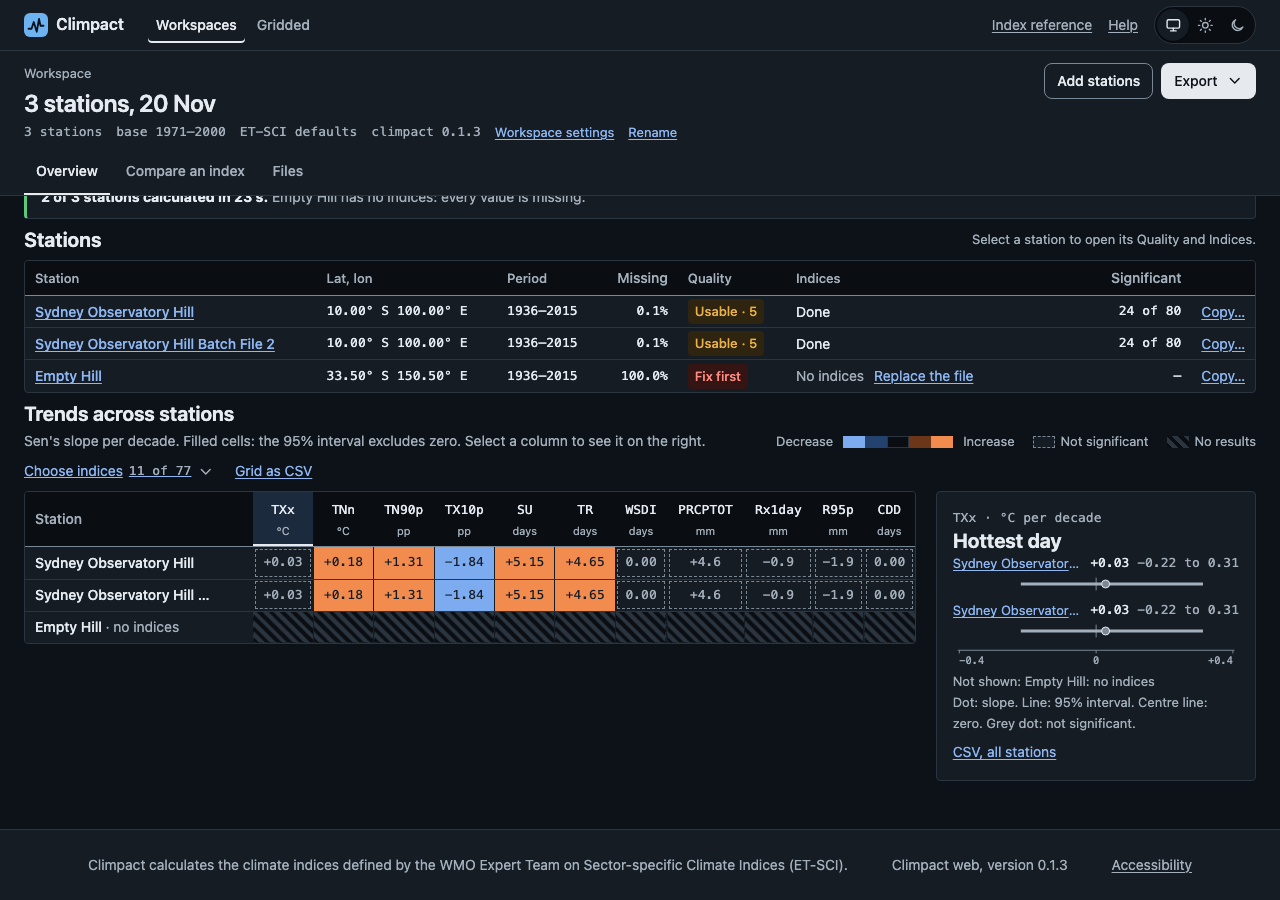 Climpact Workspaces Gridded Index reference Help
Workspace
3 stations, 20 Nov
Add stations Export
3 stations base 1971–2000 ET-SCI defaults climpact 0.1.3 Workspace settings Rename
Overview Compare an index Files
2 of 3 stations calculated in 23 s. Empty Hill has no indices: every value is missing.
Stations
Select a station to open its Quality and Indices.
Station Lat, lon Period Missing Quality Indices Significant
Sydney Observatory Hill 10.00° S 100.00° E 1936–2015 0.1% Usable · 5 Done 24 of 80 Copy…
Sydney Observatory Hill Batch File 2 10.00° S 100.00° E 1936–2015 0.1% Usable · 5 Done 24 of 80 Copy…
Empty Hill 33.50° S 150.50° E 1936–2015 100.0% Fix first No indices Replace the file – Copy…
Trends across stations
Sen's slope per decade. Filled cells: the 95% interval excludes zero. Select a column to see it on the right.
Decrease Increase Not significant No results
Choose indices 11 of 77 Grid as CSV
Station TXx TNn TN90p TX10p SU TR WSDI PRCPTOT Rx1day R95p CDD
°C °C pp pp days days days mm mm mm days
Sydney Observatory Hill +0.03 +0.18 +1.31 −1.84 +5.15 +4.65 0.00 +4.6 −0.9 −1.9 0.00
Sydney Observatory Hill ... +0.03 +0.18 +1.31 −1.84 +5.15 +4.65 0.00 +4.6 −0.9 −1.9 0.00
Empty Hill · no indices
TXx · °C per decade
Hottest day
Sydney Observator... +0.03 −0.22 to 0.31
Sydney Observator... +0.03 −0.22 to 0.31
−0.4 0 +0.4
Not shown: Empty Hill: no indices
Dot: slope. Line: 95% interval. Centre line:
zero. Grey dot: not significant.
CSV, all stations
Climpact calculates the climate indices defined by the WMO Expert Team on Sector-specific Climate Indices (ET-SCI). Climpact web, version 0.1.3 Accessibility